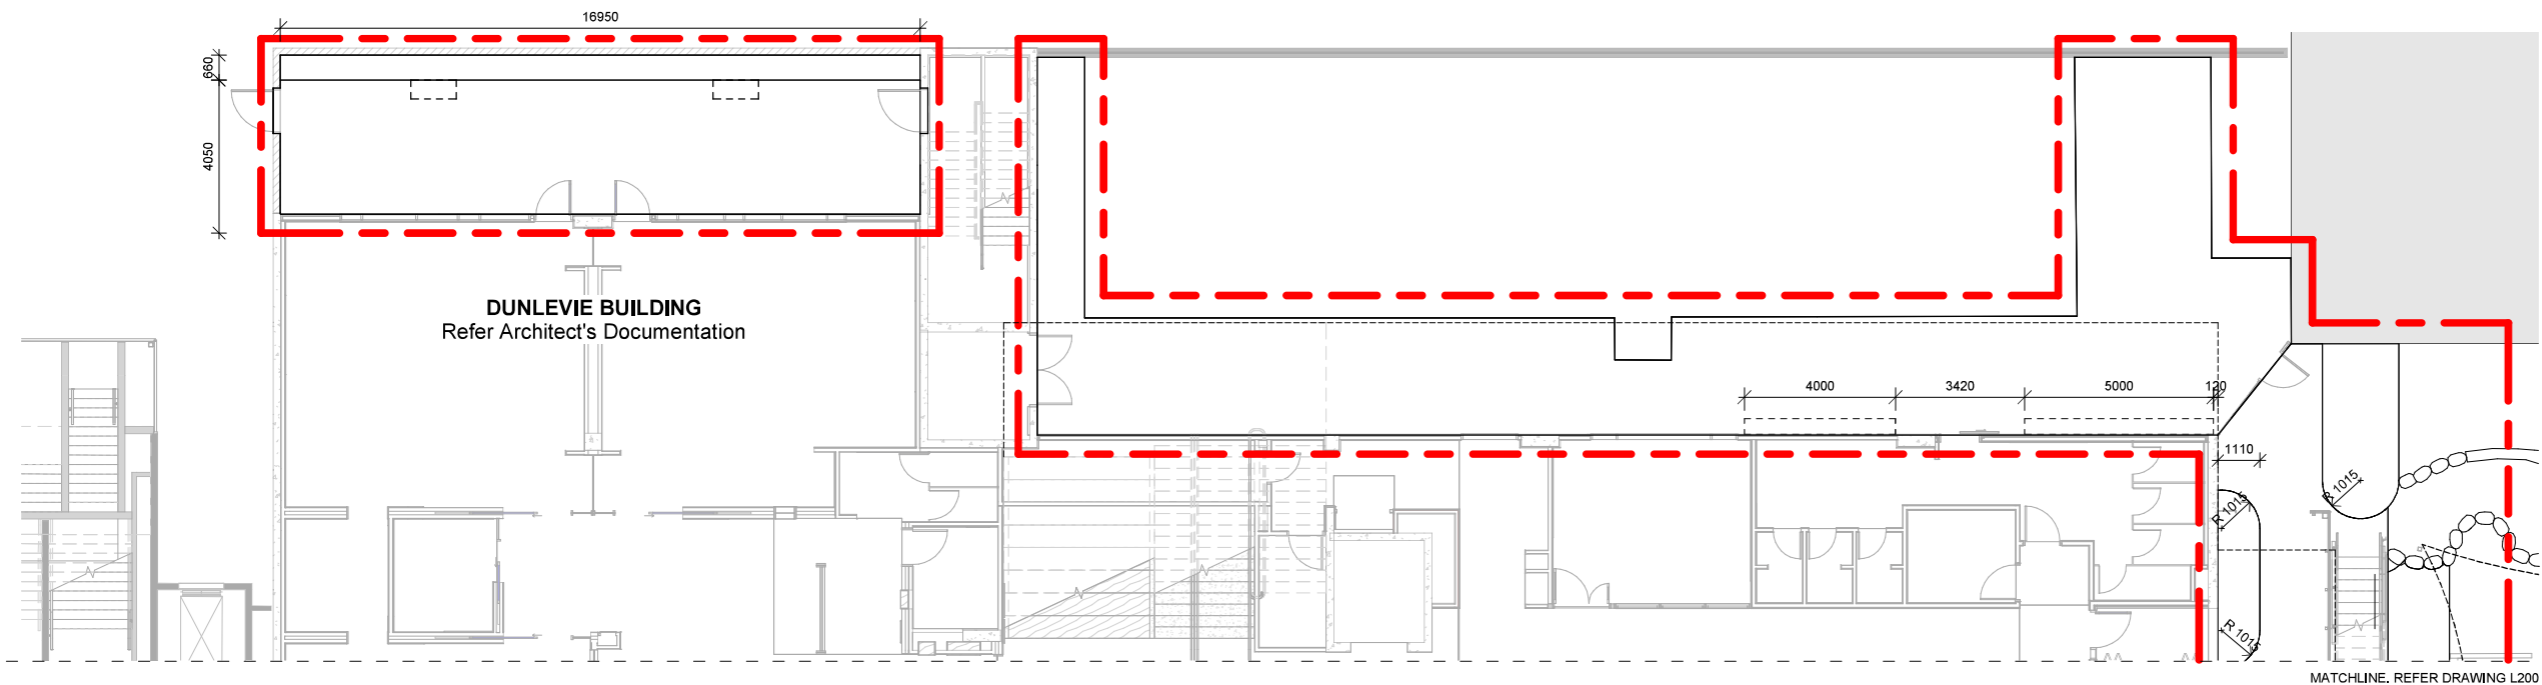 16950
660
4050
DUNLEVIE BUILDING
Refer Architect's Documentation
4000
3420
5000
120
1110
R 1015
R 1015
R 1015
MATCHLINE. REFER DRAWING L200